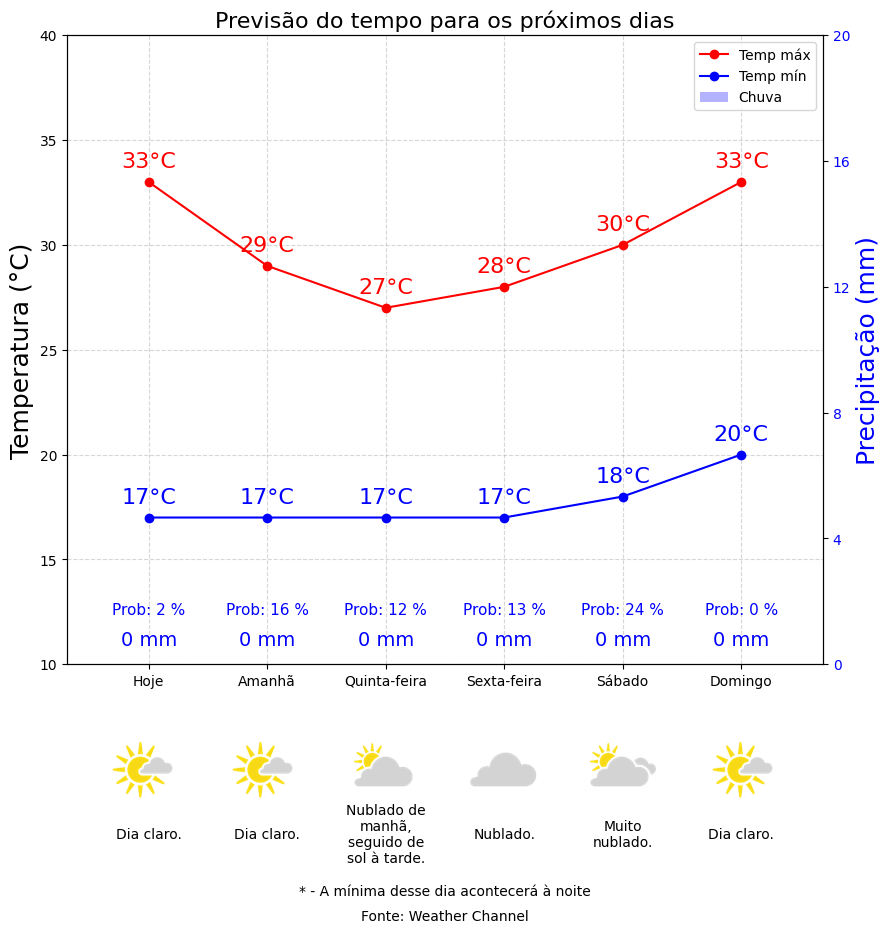 Previsão do tempo para os próximos dias
Temp máx
Temp mín
Chuva
Temperatura (°C)
Precipitação (mm)
40
35
30
25
20
15
10
20
16
12
8
4
0
33°C 29°C 27°C 28°C 30°C 33°C
17°C 17°C 17°C 17°C 18°C 20°C
Prob: 2 % Prob: 16 % Prob: 12 % Prob: 13 % Prob: 24 % Prob: 0 %
0 mm 0 mm 0 mm 0 mm 0 mm 0 mm
Hoje Amanhã Quinta-feira Sexta-feira Sábado Domingo
Dia claro.
Dia claro.
Nublado de
manhã,
seguido de
sol à tarde.
Nublado.
Muito
nublado.
Dia claro.
* - A mínima desse dia acontecerá à noite
Fonte: Weather Channel